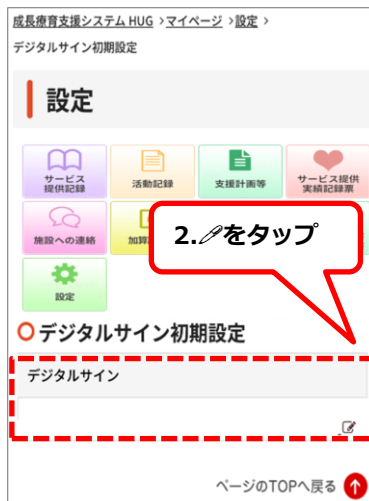 成長療育支援システム HUG >マイページ >設定 >
デジタルサイン初期設定
設定
サービス
提供記録
活動記録
支援計画等
サービス提供
実績記録票
施設への連絡
加算
2.🖉をタップ
設定
デジタルサイン初期設定
デジタルサイン
ページのTOPへ戻る